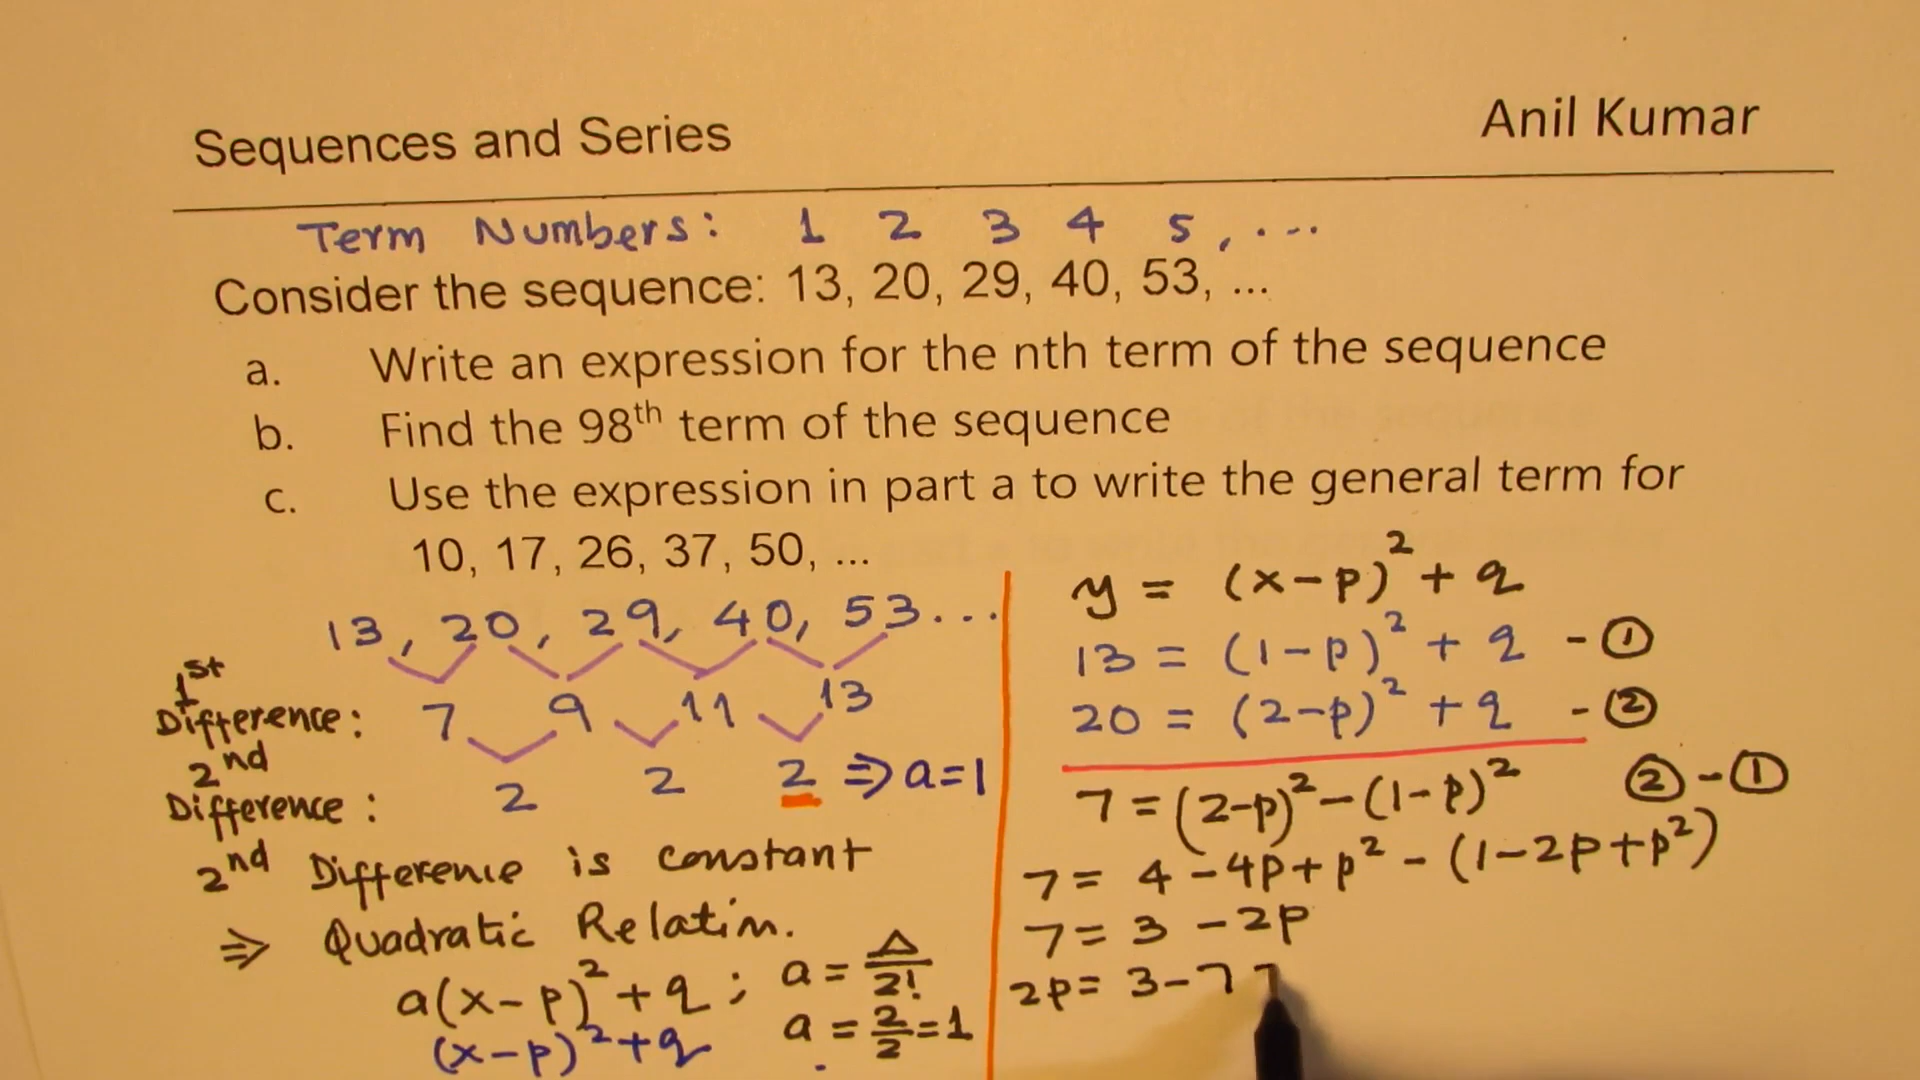 Sequences and Series
Anil Kumar
Term Numbers: 1 2 3 4 5, ...
Consider the sequence: 13, 20, 29, 40, 53, ...
a. Write an expression for the nth term of the sequence
b. Find the 98th term of the sequence
c. Use the expression in part a to write the general term for
10, 17, 26, 37, 50, ...
13, 20, 29, 40, 53...
1st
Difference: 7 9 11 13
2nd
Difference: 2 2 2 ⇒ a=1
2nd Difference is constant
⇒ Quadratic Relation.
a(x-p)² + q ; a = Δ/2!
(x-p)² + q a = 2/2 = 1
y = (x-p)² + q
13 = (1-p)² + q - ①
20 = (2-p)² + q - ②
7 = (2-p)² - (1-p)² ② - ①
7 = 4 - 4p + p² - (1 - 2p + p²)
7 = 3 - 2p
2p = 3 - 7